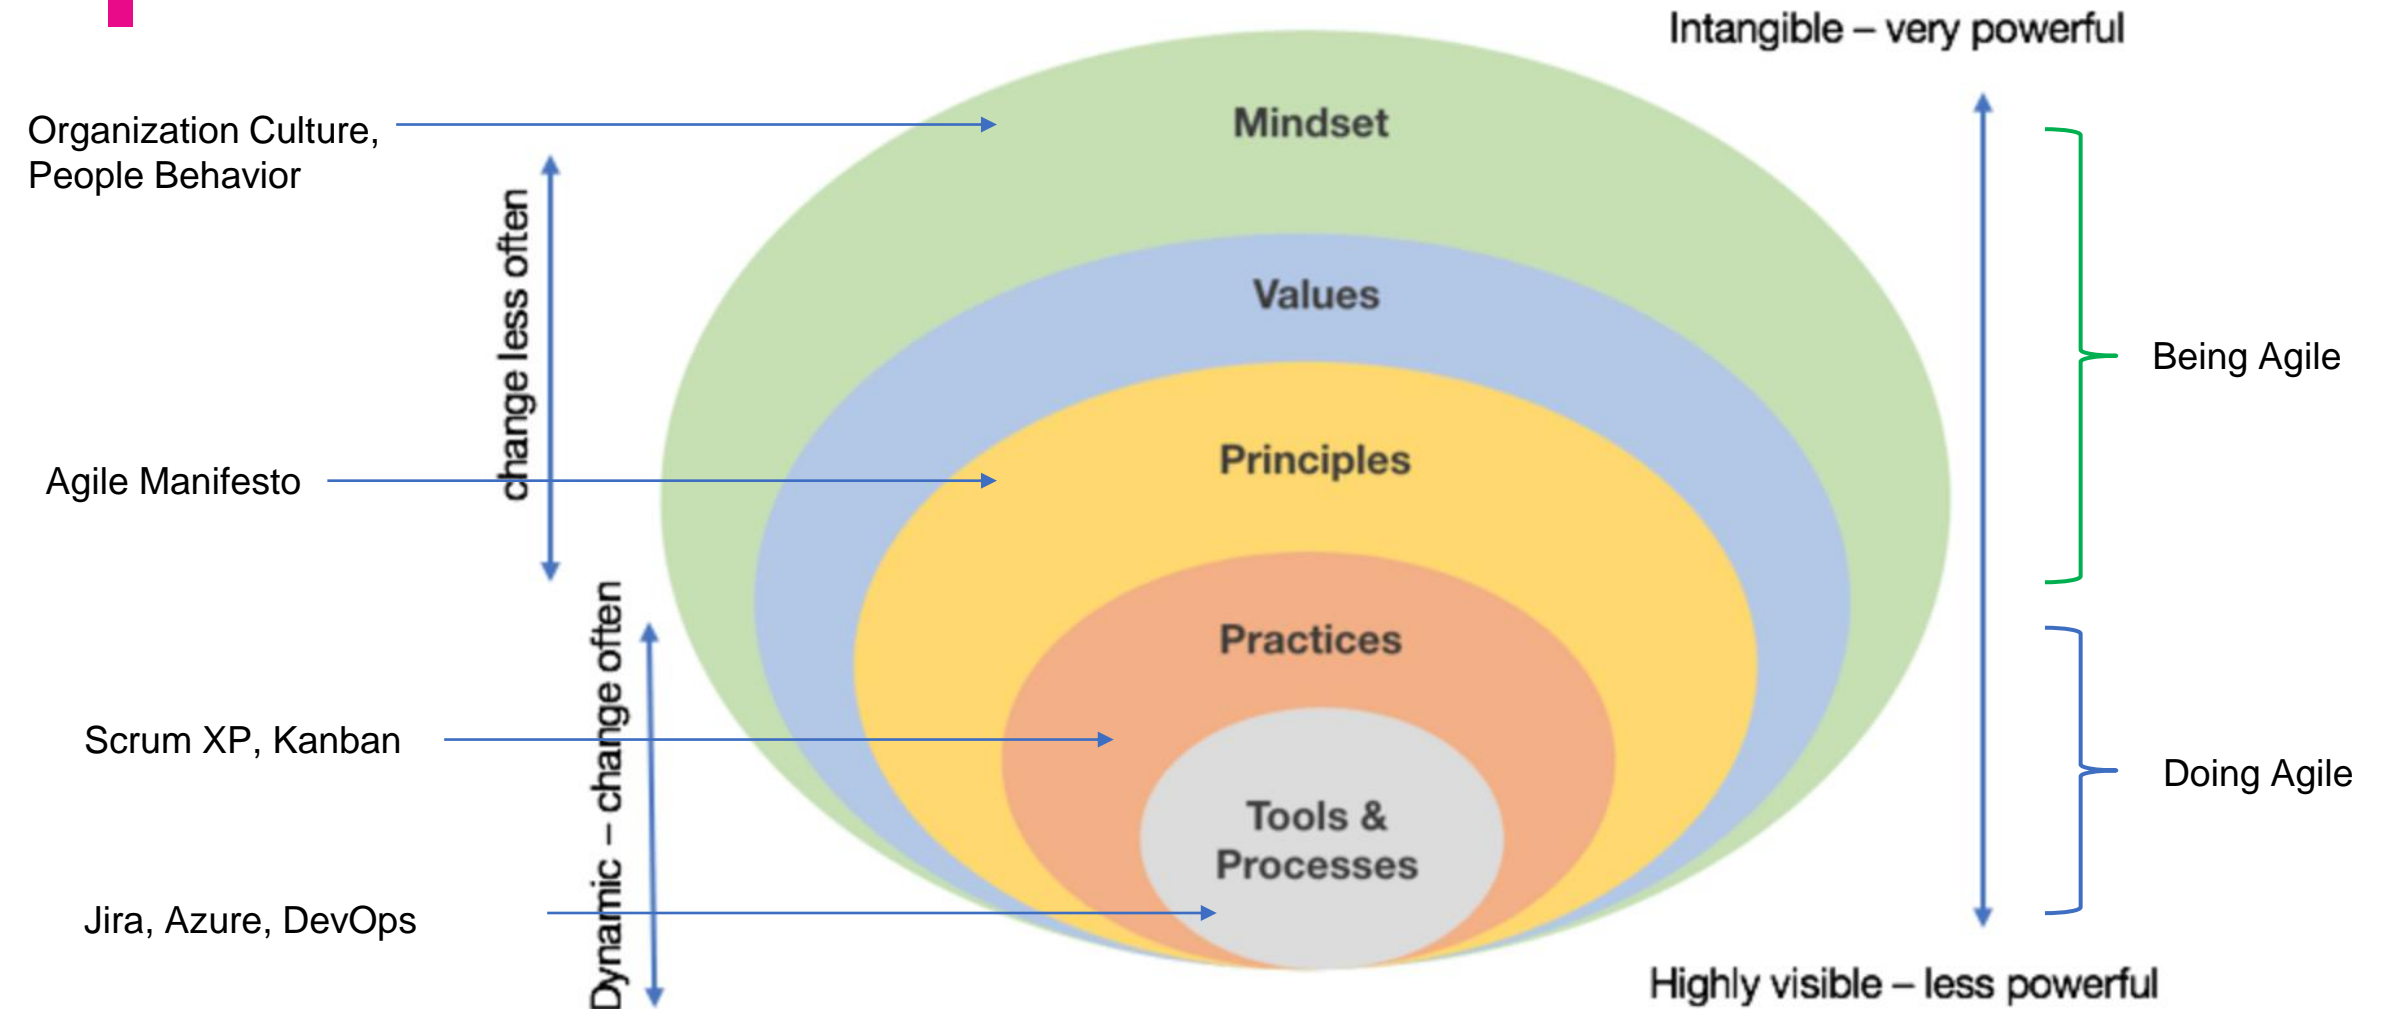 Intangible – very powerful
Organization Culture,
People Behavior
Mindset
change less often
Values
Being Agile
Agile Manifesto
Principles
Dynamic – change often
Practices
Scrum XP, Kanban
Doing Agile
Tools &
Processes
Jira, Azure, DevOps
Highly visible – less powerful